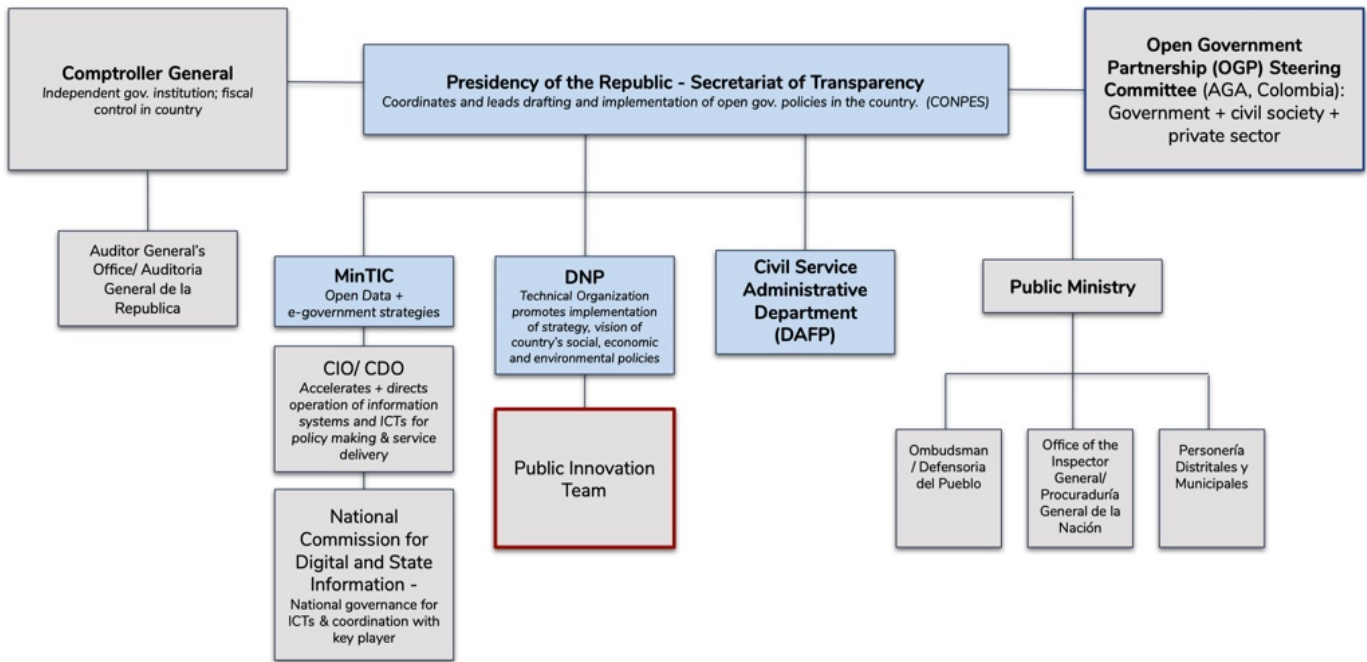 Comptroller General
Independent gov. institution; fiscal
control in country
Presidency of the Republic - Secretariat of Transparency
Coordinates and leads drafting and implementation of open gov. policies in the country. (CONPES)
Open Government
Partnership (OGP) Steering
Committee (AGA, Colombia):
Government + civil society +
private sector
Auditor General's
Office/ Auditoria
General de la
Republica
MinTIC
Open Data +
e-government strategies
CIO/ CDO
Accelerates + directs
operation of information
systems and ICTs for
policy making & service
delivery
National
Commission for
Digital and State
Information -
National governance for
ICTs & coordination with
key player
DNP
Technical Organization
promotes implementation
of strategy, vision of
country's social, economic
and environmental policies
Public Innovation
Team
Civil Service
Administrative
Department
(DAFP)
Public Ministry
Ombudsman
/ Defensoria
del Pueblo
Office of the
Inspector
General/
Procuraduría
General de la
Nación
Personería
Distritales y
Municipales